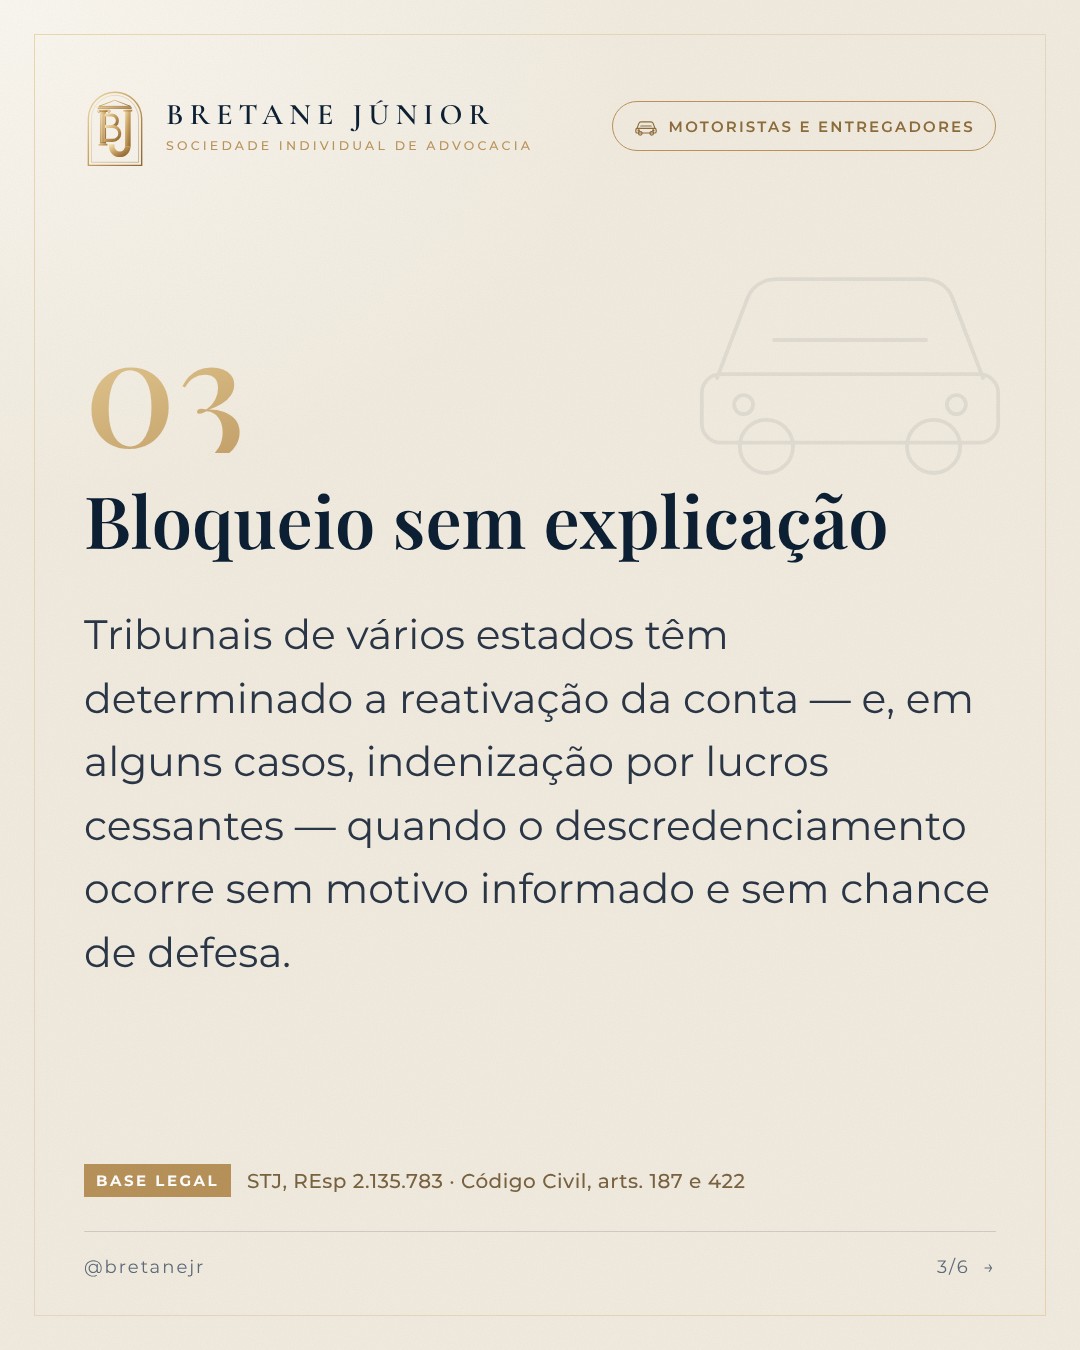 BJ
BRETANE JÚNIOR
SOCIEDADE INDIVIDUAL DE ADVOCACIA
MOTORISTAS E ENTREGADORES
03
Bloqueio sem explicação
Tribunais de vários estados têm
determinado a reativação da conta — e, em
alguns casos, indenização por lucros
cessantes — quando o descredenciamento
ocorre sem motivo informado e sem chance
de defesa.
BASE LEGAL STJ, REsp 2.135.783 · Código Civil, arts. 187 e 422
@bretanejr
3/6 →